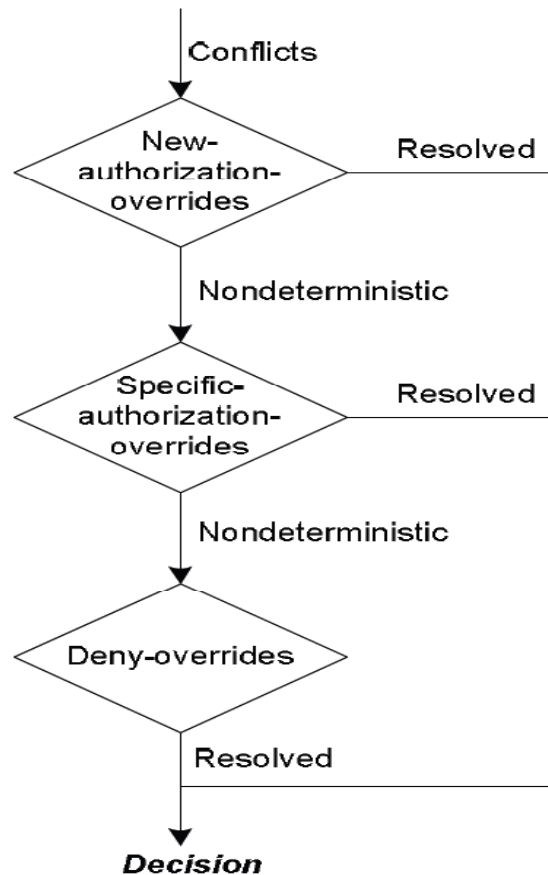 Conflicts
New-
authorization-
overrides
Resolved
Nondeterministic
Specific-
authorization-
overrides
Resolved
Nondeterministic
Deny-overrides
Resolved
Decision